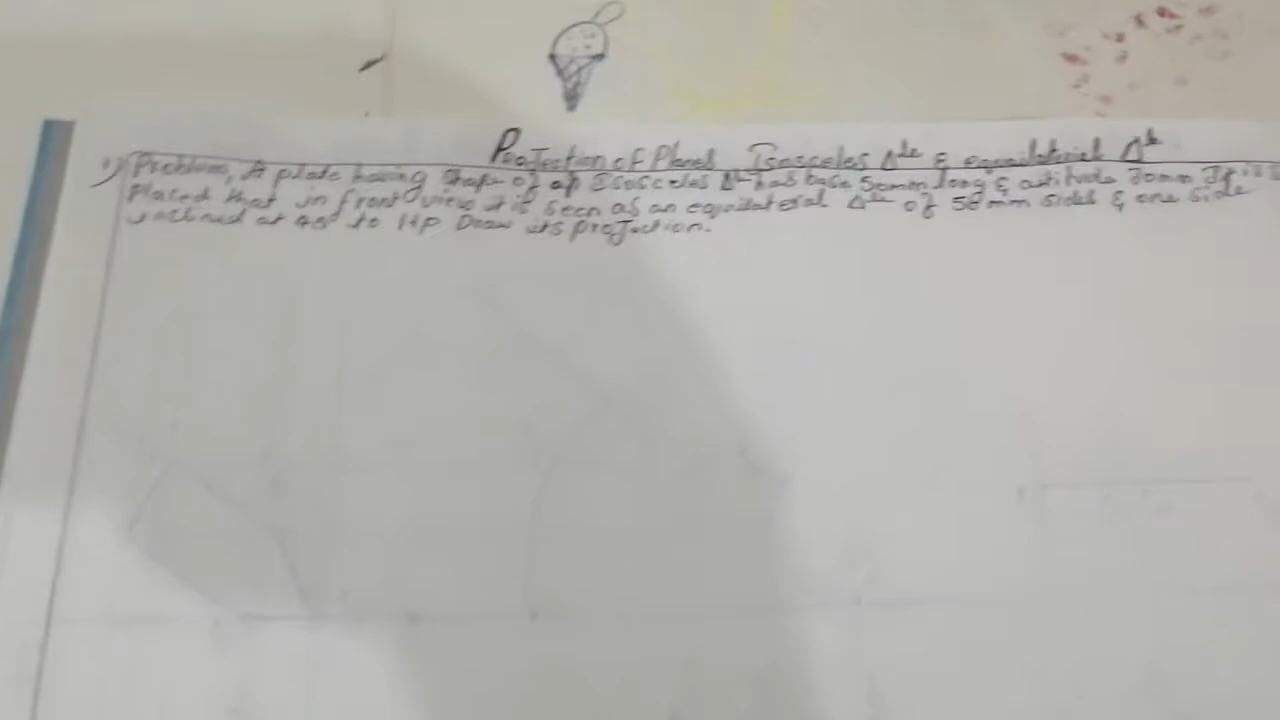 Projection of Planes Isosceles Δle & equilaterial Δle
1) Problem, A plate having shape of an Isosceles Δle has base 50mm long & altitude 70mm. It is
Placed that in front view it is seen as an equilateral Δle of 50mm sides & one side
inclined at 45° to HP Draw its projection.